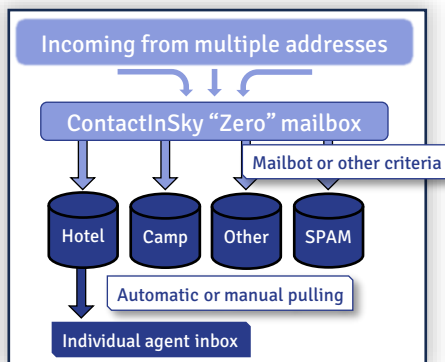 Incoming from multiple addresses
ContactInSky “Zero” mailbox
Mailbot or other criteria
Hotel
Camp
Other
SPAM
Automatic or manual pulling
Individual agent inbox